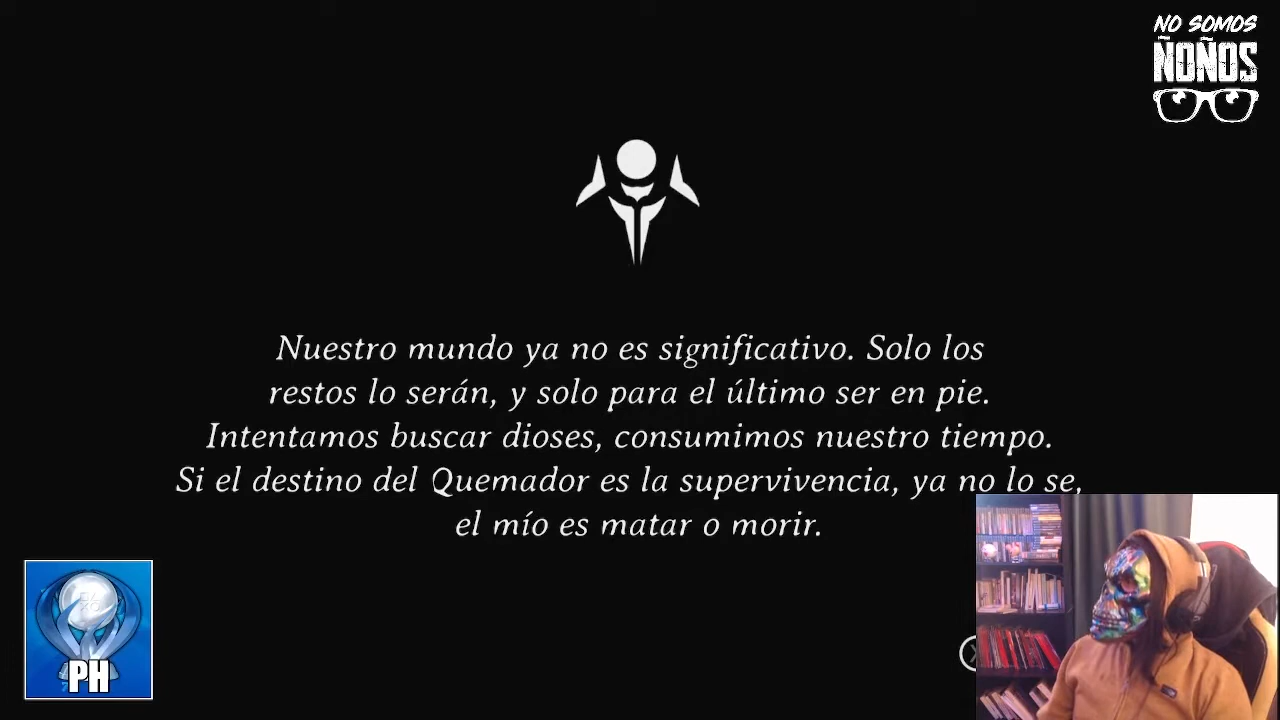 NO SOMOS
ÑOÑOS
Nuestro mundo ya no es significativo. Solo los
restos lo serán, y solo para el último ser en pie.
Intentamos buscar dioses, consumimos nuestro tiempo.
Si el destino del Quemador es la supervivencia, ya no lo se,
el mío es matar o morir.
PH